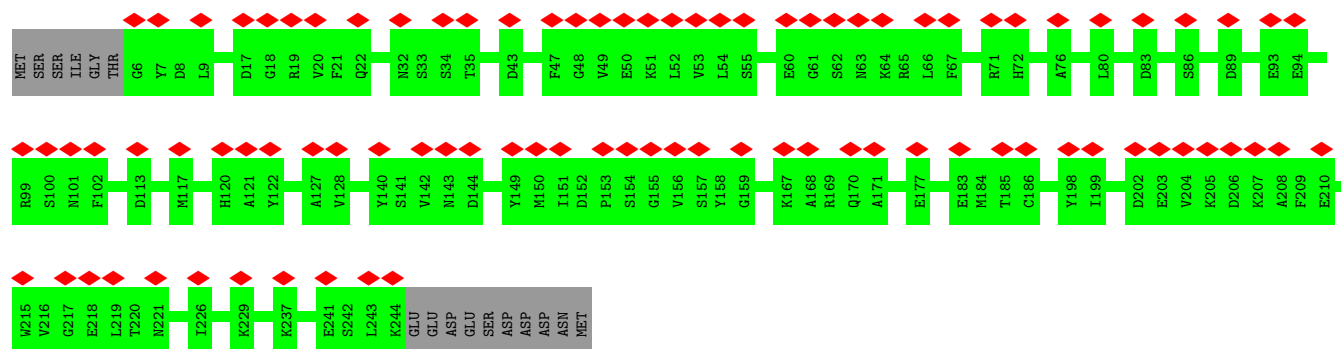 MET SER SER ILE GLY THR G6 Y7 D8 L9 D17 G18 R19 V20 F21 Q22 N32 S33 S34 T35 D43 F47 G48 V49 E50 K51 L52 V53 L54 S55 E60 G61 S62 N63 K64 R65 L66 F67 R71 H72 A76 L80 D83 S86 D89 E93 E94
R99 S100 N101 F102 D113 M117 H120 A121 Y122 A127 V128 Y140 S141 V142 N143 D144 Y149 M150 I151 D152 P153 S154 G155 V156 S157 Y158 G159 K167 A168 R169 Q170 A171 E177 E183 M184 T185 C186 Y198 I199 D202 E203 V204 K205 D206 K207 A208 F209 E210
W215 V216 G217 E218 L219 T220 N221 I226 K229 K237 E241 S242 L243 K244 GLU GLU ASP GLU SER ASP ASP ASP ASN MET